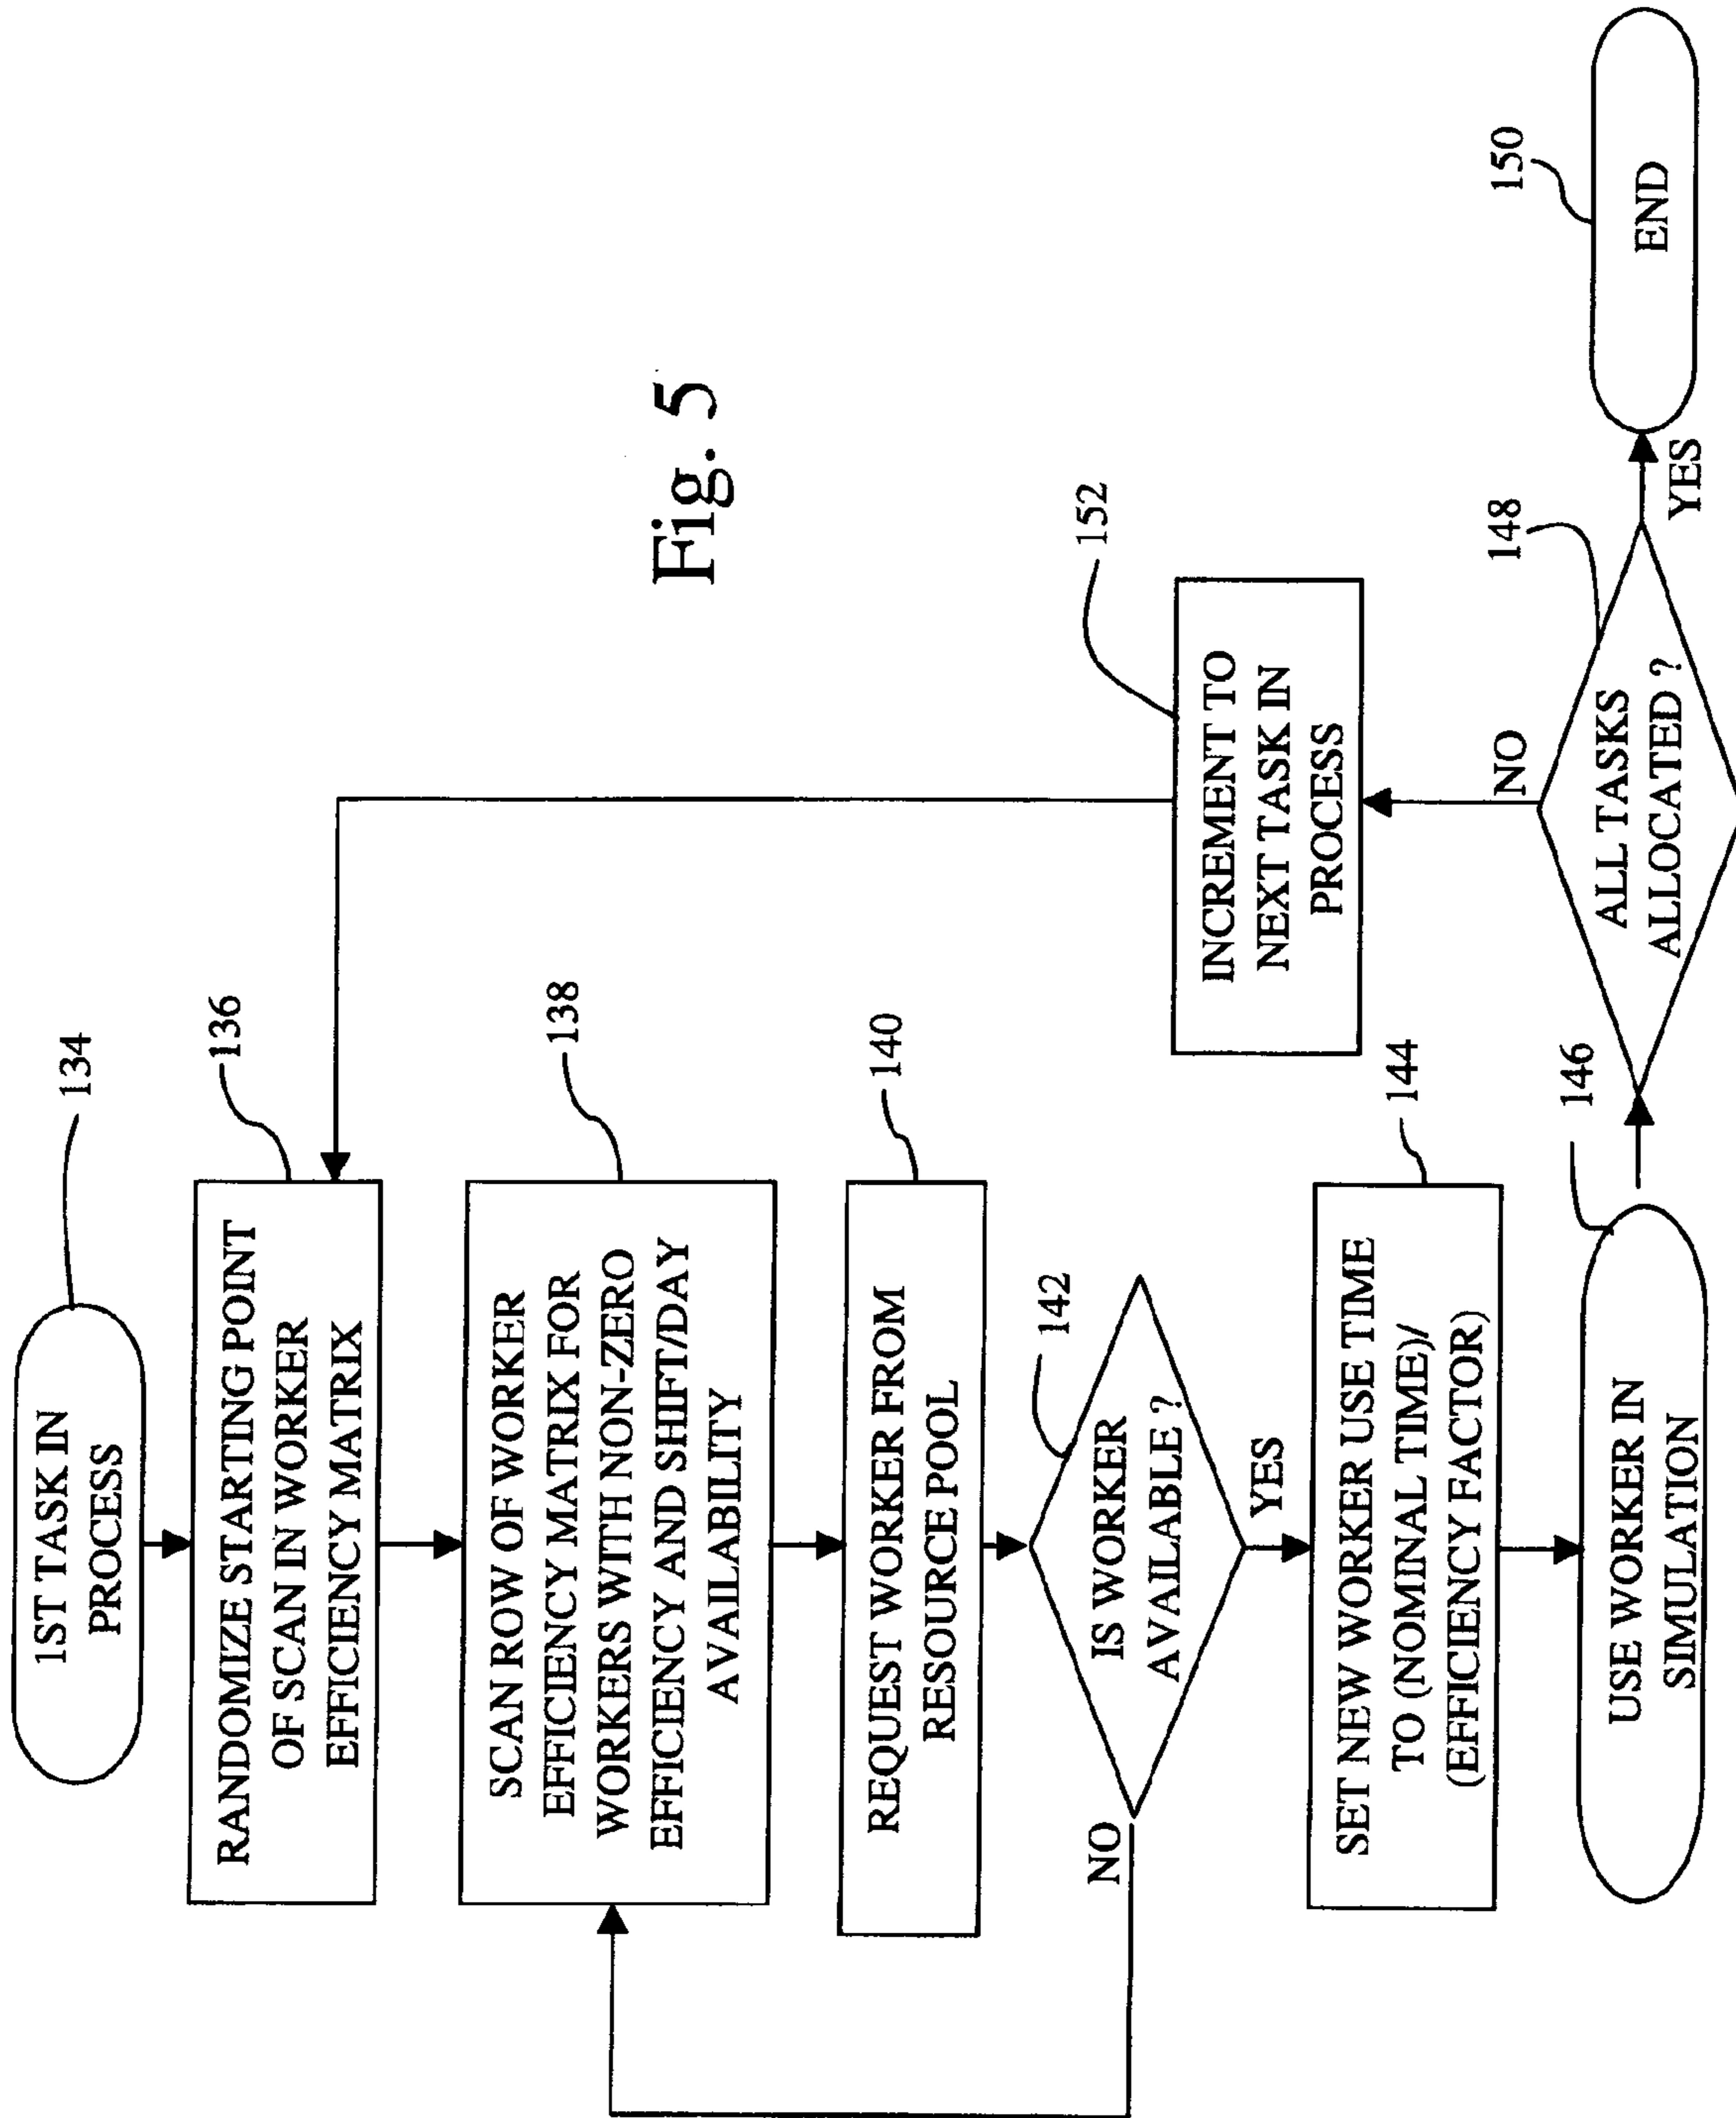 1ST TASK IN
PROCESS
134
RANDOMIZE STARTING POINT
OF SCAN IN WORKER
EFFICIENCY MATRIX
136
SCAN ROW OF WORKER
EFFICIENCY MATRIX FOR
WORKERS WITH NON-ZERO
EFFICIENCY AND SHIFT/DAY
AVAILABILITY
138
REQUEST WORKER FROM
RESOURCE POOL
140
IS WORKER
AVAILABLE ?
142
NO
YES
SET NEW WORKER USE TIME
TO (NOMINAL TIME)/
(EFFICIENCY FACTOR)
144
USE WORKER IN
SIMULATION
146
ALL TASKS
ALLOCATED ?
148
NO
YES
INCREMENT TO
NEXT TASK IN
PROCESS
152
END
150
Fig. 5